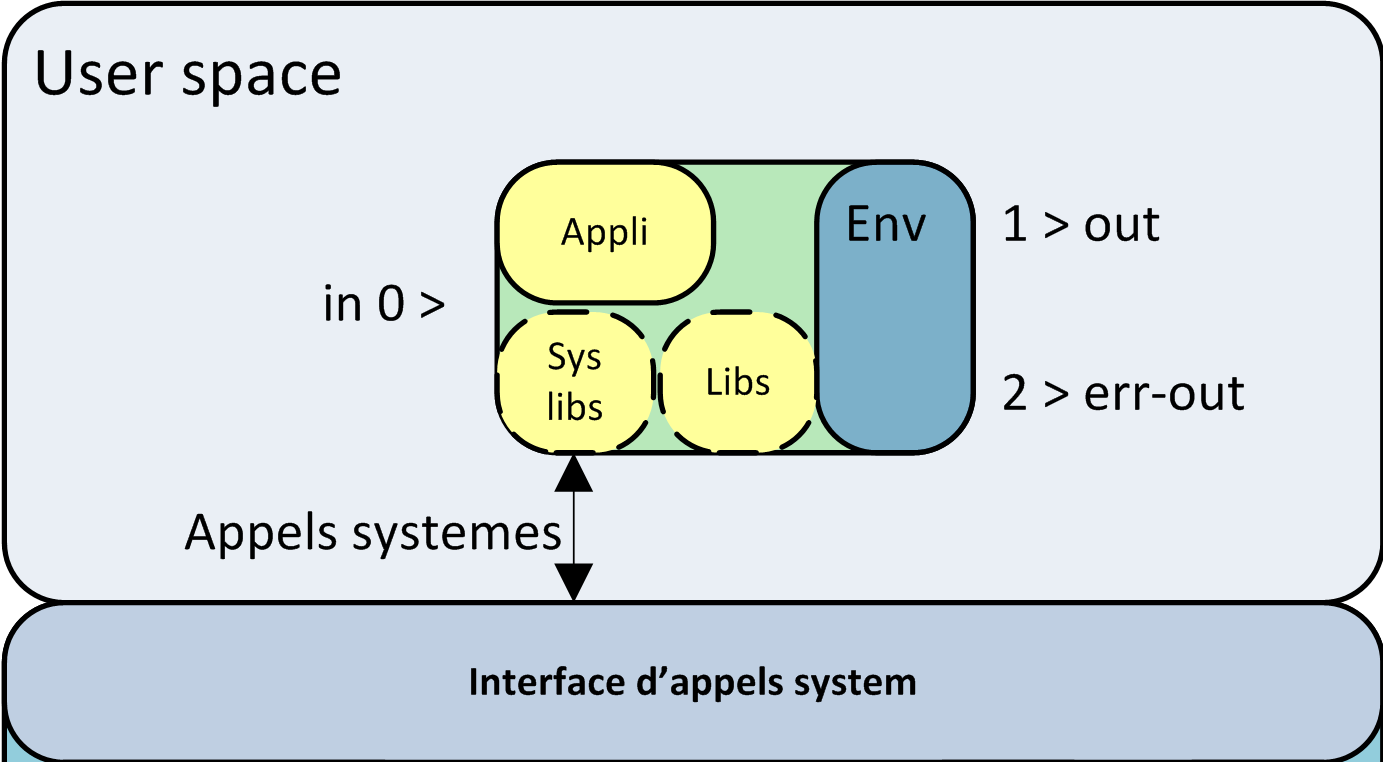 User space
Appli
Env
1 > out
in 0 >
Sys
libs
Libs
2 > err-out
Appels systemes
Interface d’appels system